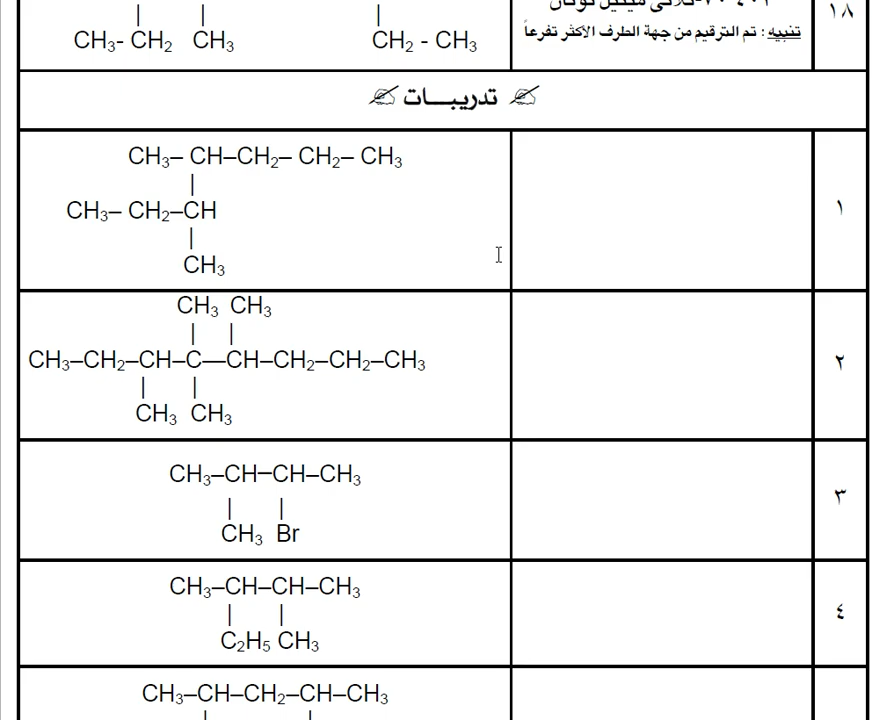 ١٨
CH₃- CH₂ CH₃ CH₂ - CH₃
تنبيه : تم الترقيم من جهة الطرف الأكثر تفرعاً
تدريبـــات
١
CH₃– CH–CH₂– CH₂– CH₃
|
CH₃– CH₂–CH
|
CH₃
٢
CH₃ CH₃
| |
CH₃–CH₂–CH–C—CH–CH₂–CH₂–CH₃
| |
CH₃ CH₃
٣
CH₃–CH–CH–CH₃
| |
CH₃ Br
٤
CH₃–CH–CH–CH₃
| |
C₂H₅ CH₃
CH₃–CH–CH₂–CH–CH₃